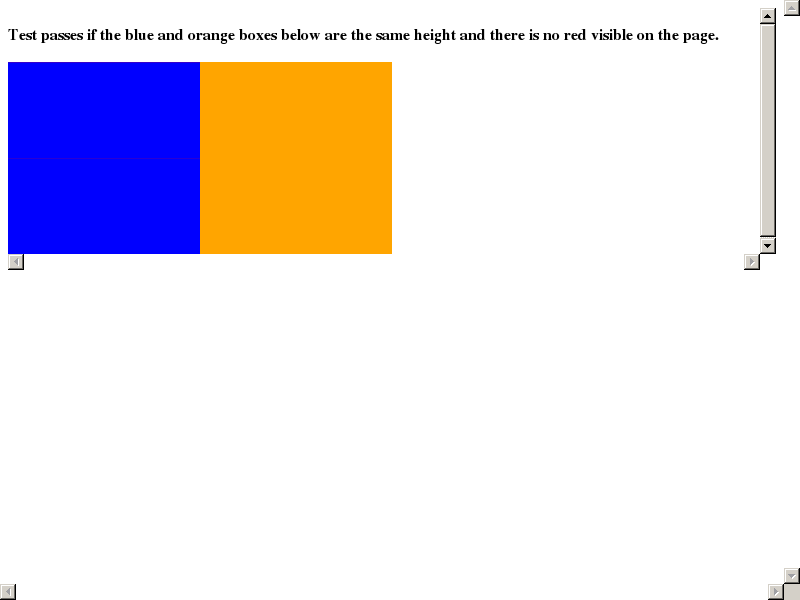 Test passes if the blue and orange boxes below are the same height and there is no red visible on the page.